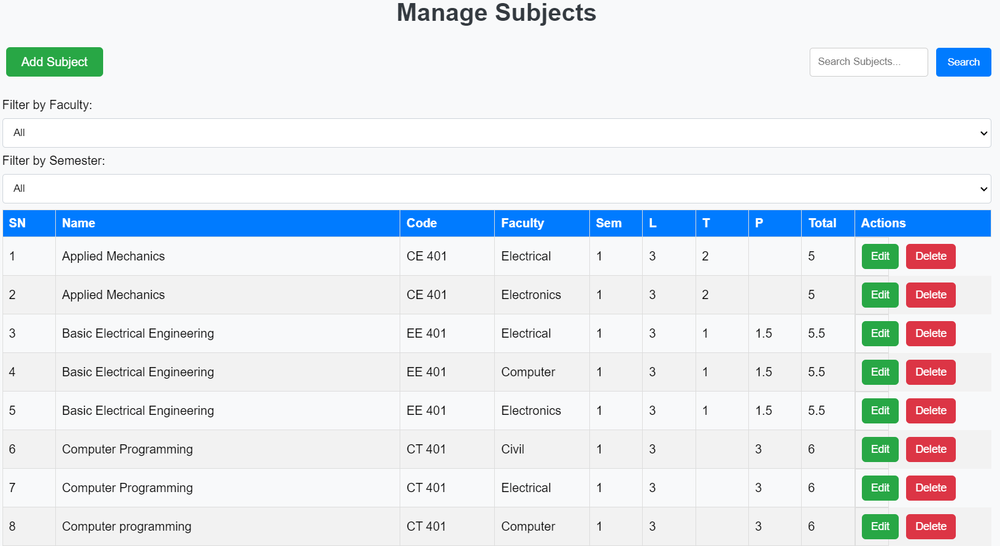 Manage Subjects
Add Subject Search Subjects... Search
Filter by Faculty:
All
Filter by Semester:
All
SN Name Code Faculty Sem L T P Total Actions
1 Applied Mechanics CE 401 Electrical 1 3 2 5 Edit Delete
2 Applied Mechanics CE 401 Electronics 1 3 2 5 Edit Delete
3 Basic Electrical Engineering EE 401 Electrical 1 3 1 1.5 5.5 Edit Delete
4 Basic Electrical Engineering EE 401 Computer 1 3 1 1.5 5.5 Edit Delete
5 Basic Electrical Engineering EE 401 Electronics 1 3 1 1.5 5.5 Edit Delete
6 Computer Programming CT 401 Civil 1 3 3 6 Edit Delete
7 Computer Programming CT 401 Electrical 1 3 3 6 Edit Delete
8 Computer programming CT 401 Computer 1 3 3 6 Edit Delete